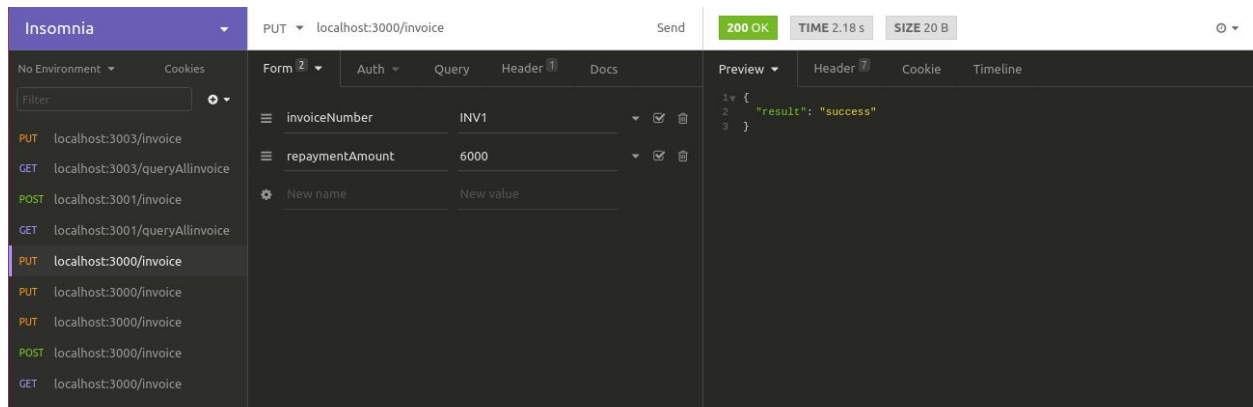 Insomnia
No Environment
Cookies
Filter
PUT localhost:3003/invoice
GET localhost:3003/queryAllinvoice
POST localhost:3001/invoice
GET localhost:3001/queryAllinvoice
PUT localhost:3000/invoice
PUT localhost:3000/invoice
PUT localhost:3000/invoice
POST localhost:3000/invoice
GET localhost:3000/invoice
PUT localhost:3000/invoice Send
Form 2 Auth Query Header 1 Docs
invoiceNumber INV1
repaymentAmount 6000
New name New value
200 OK TIME 2.18 s SIZE 20 B
Preview Header 7 Cookie Timeline
1 {
2 "result": "success"
3 }